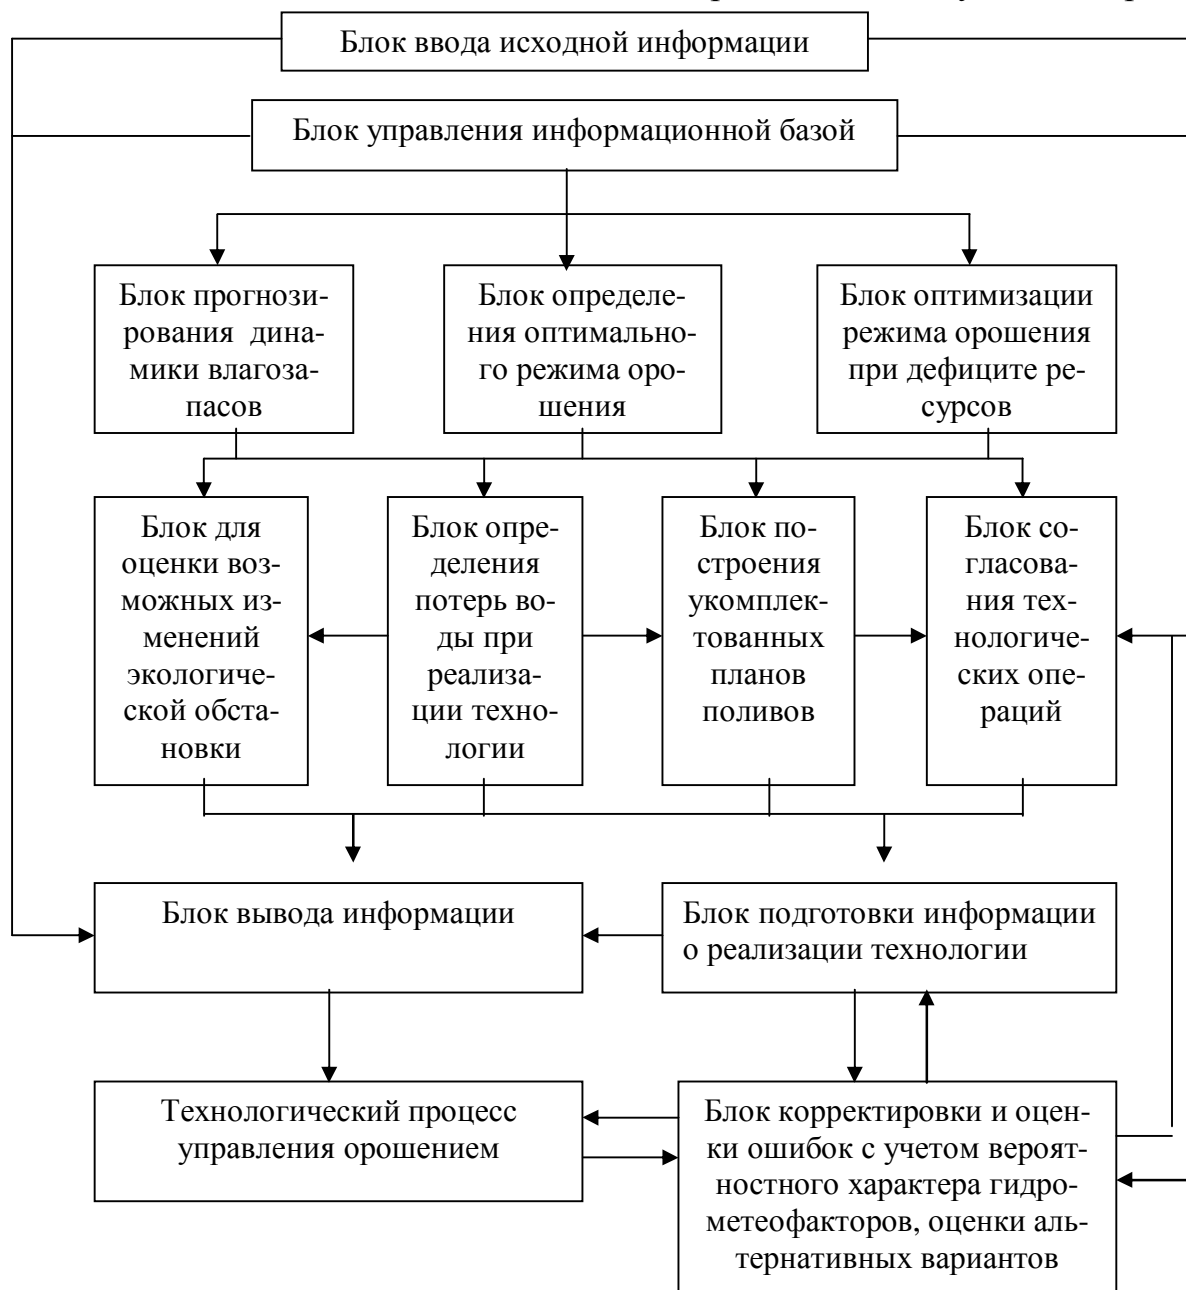 Блок ввода исходной информации
Блок управления информационной базой
Блок прогнози-
рования динa-
мики влагоза-
пасов
Блок определе-
ния оптимально-
го режима оро-
шения
Блок оптимизации
режима орошения
при дефиците ре-
сурсов
Блок для
оценки воз-
можных из-
менений
экологиче-
ской обста-
новки
Блок опре-
деления
потерь во-
ды при
реализа-
ции техно-
логии
Блок по-
строения
укомплек-
тованных
планов
поливов
Блок со-
гласова-
ния тех-
нологиче-
ских опе-
раций
Блок вывода информации
Блок подготовки информации
о реализации технологии
Технологический процесс
управления орошением
Блок корректировки и оцен-
ки ошибок с учетом вероят-
ностного характера гидро-
метеофакторов, оценки аль-
тернативных вариантов